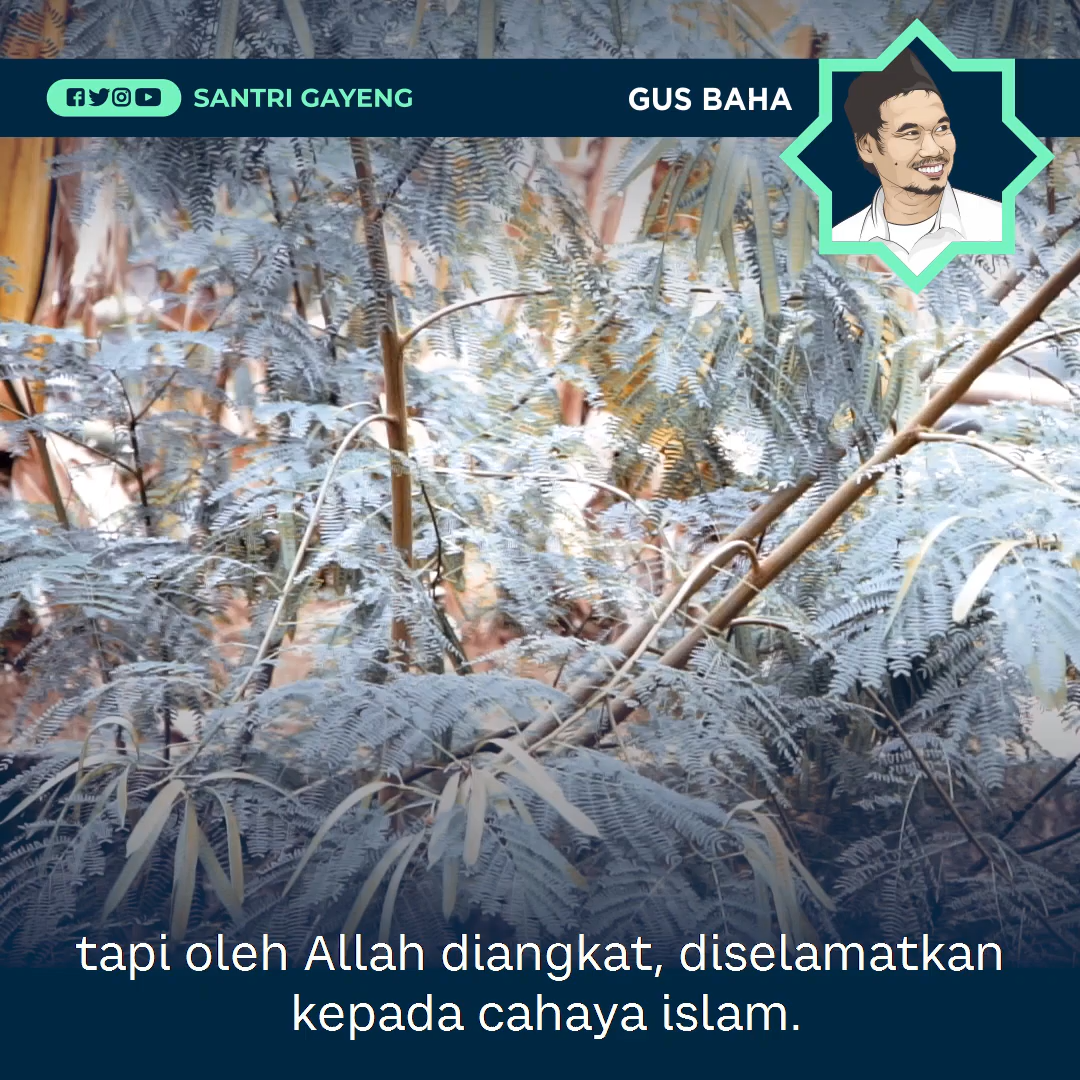 SANTRI GAYENG
GUS BAHA
tapi oleh Allah diangkat, diselamatkan
kepada cahaya islam.